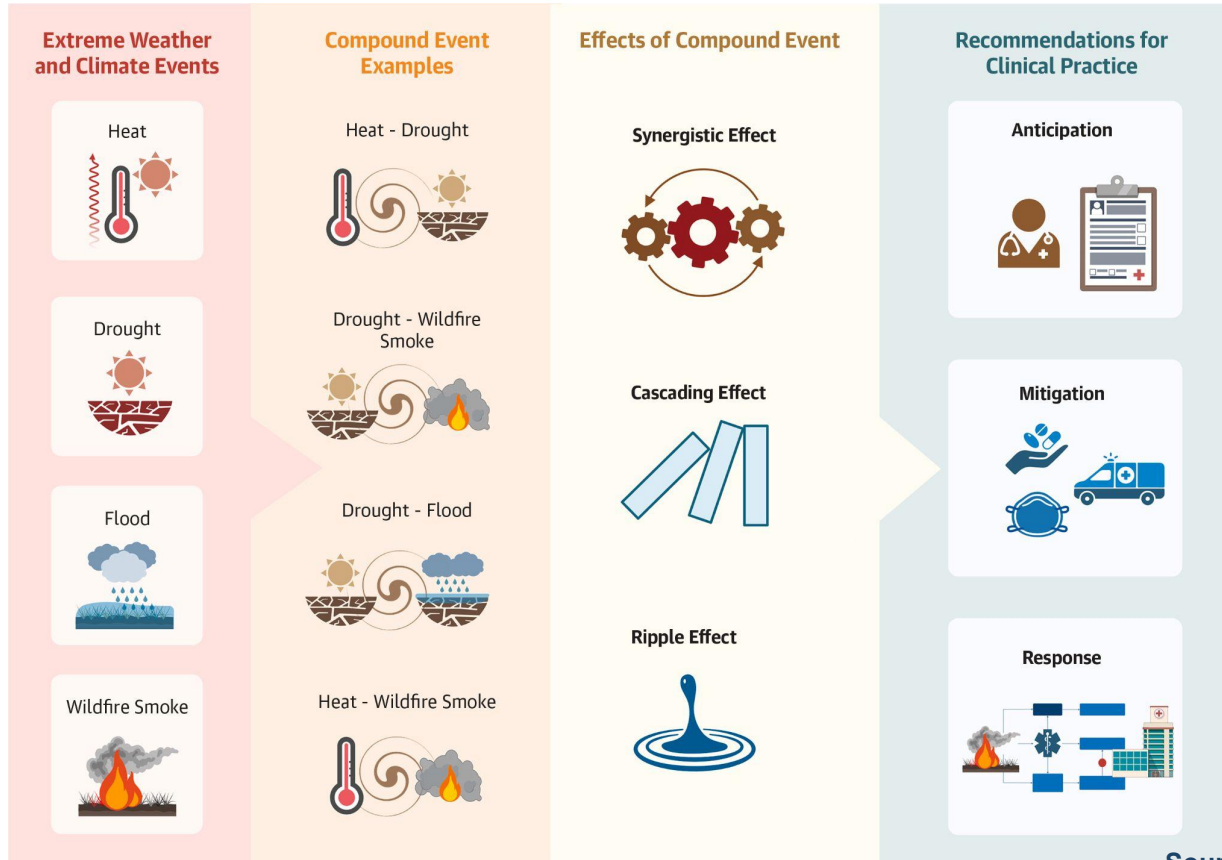 Extreme Weather
and Climate Events
Heat
Drought
Flood
Wildfire Smoke
Compound Event
Examples
Heat - Drought
Drought - Wildfire
Smoke
Drought - Flood
Heat - Wildfire Smoke
Effects of Compound Event
Synergistic Effect
Cascading Effect
Ripple Effect
Recommendations for
Clinical Practice
Anticipation
Mitigation
Response